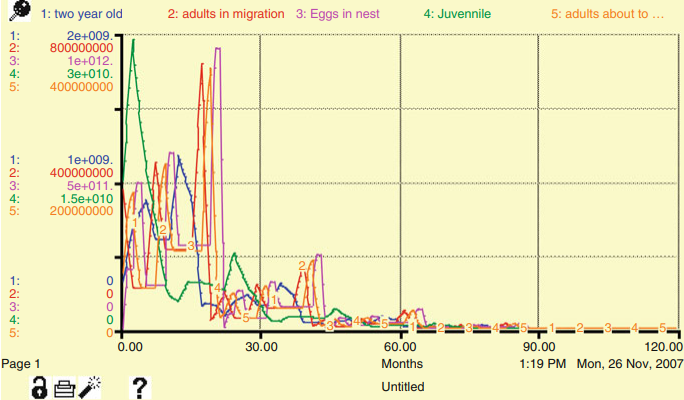 1: two year old 2: adults in migration 3: Eggs in nest 4: Juvennile 5: adults about to …
1: 2e+009.
2: 800000000
3: 1e+012.
4: 3e+010.
5: 400000000
1: 1e+009.
2: 400000000
3: 5e+011.
4: 1.5e+010
5: 200000000
1: 0
2: 0
3: 0
4: 0
5: 0
0.00 30.00 60.00 90.00 120.00
Page 1 Months 1:19 PM Mon, 26 Nov, 2007
Untitled
?